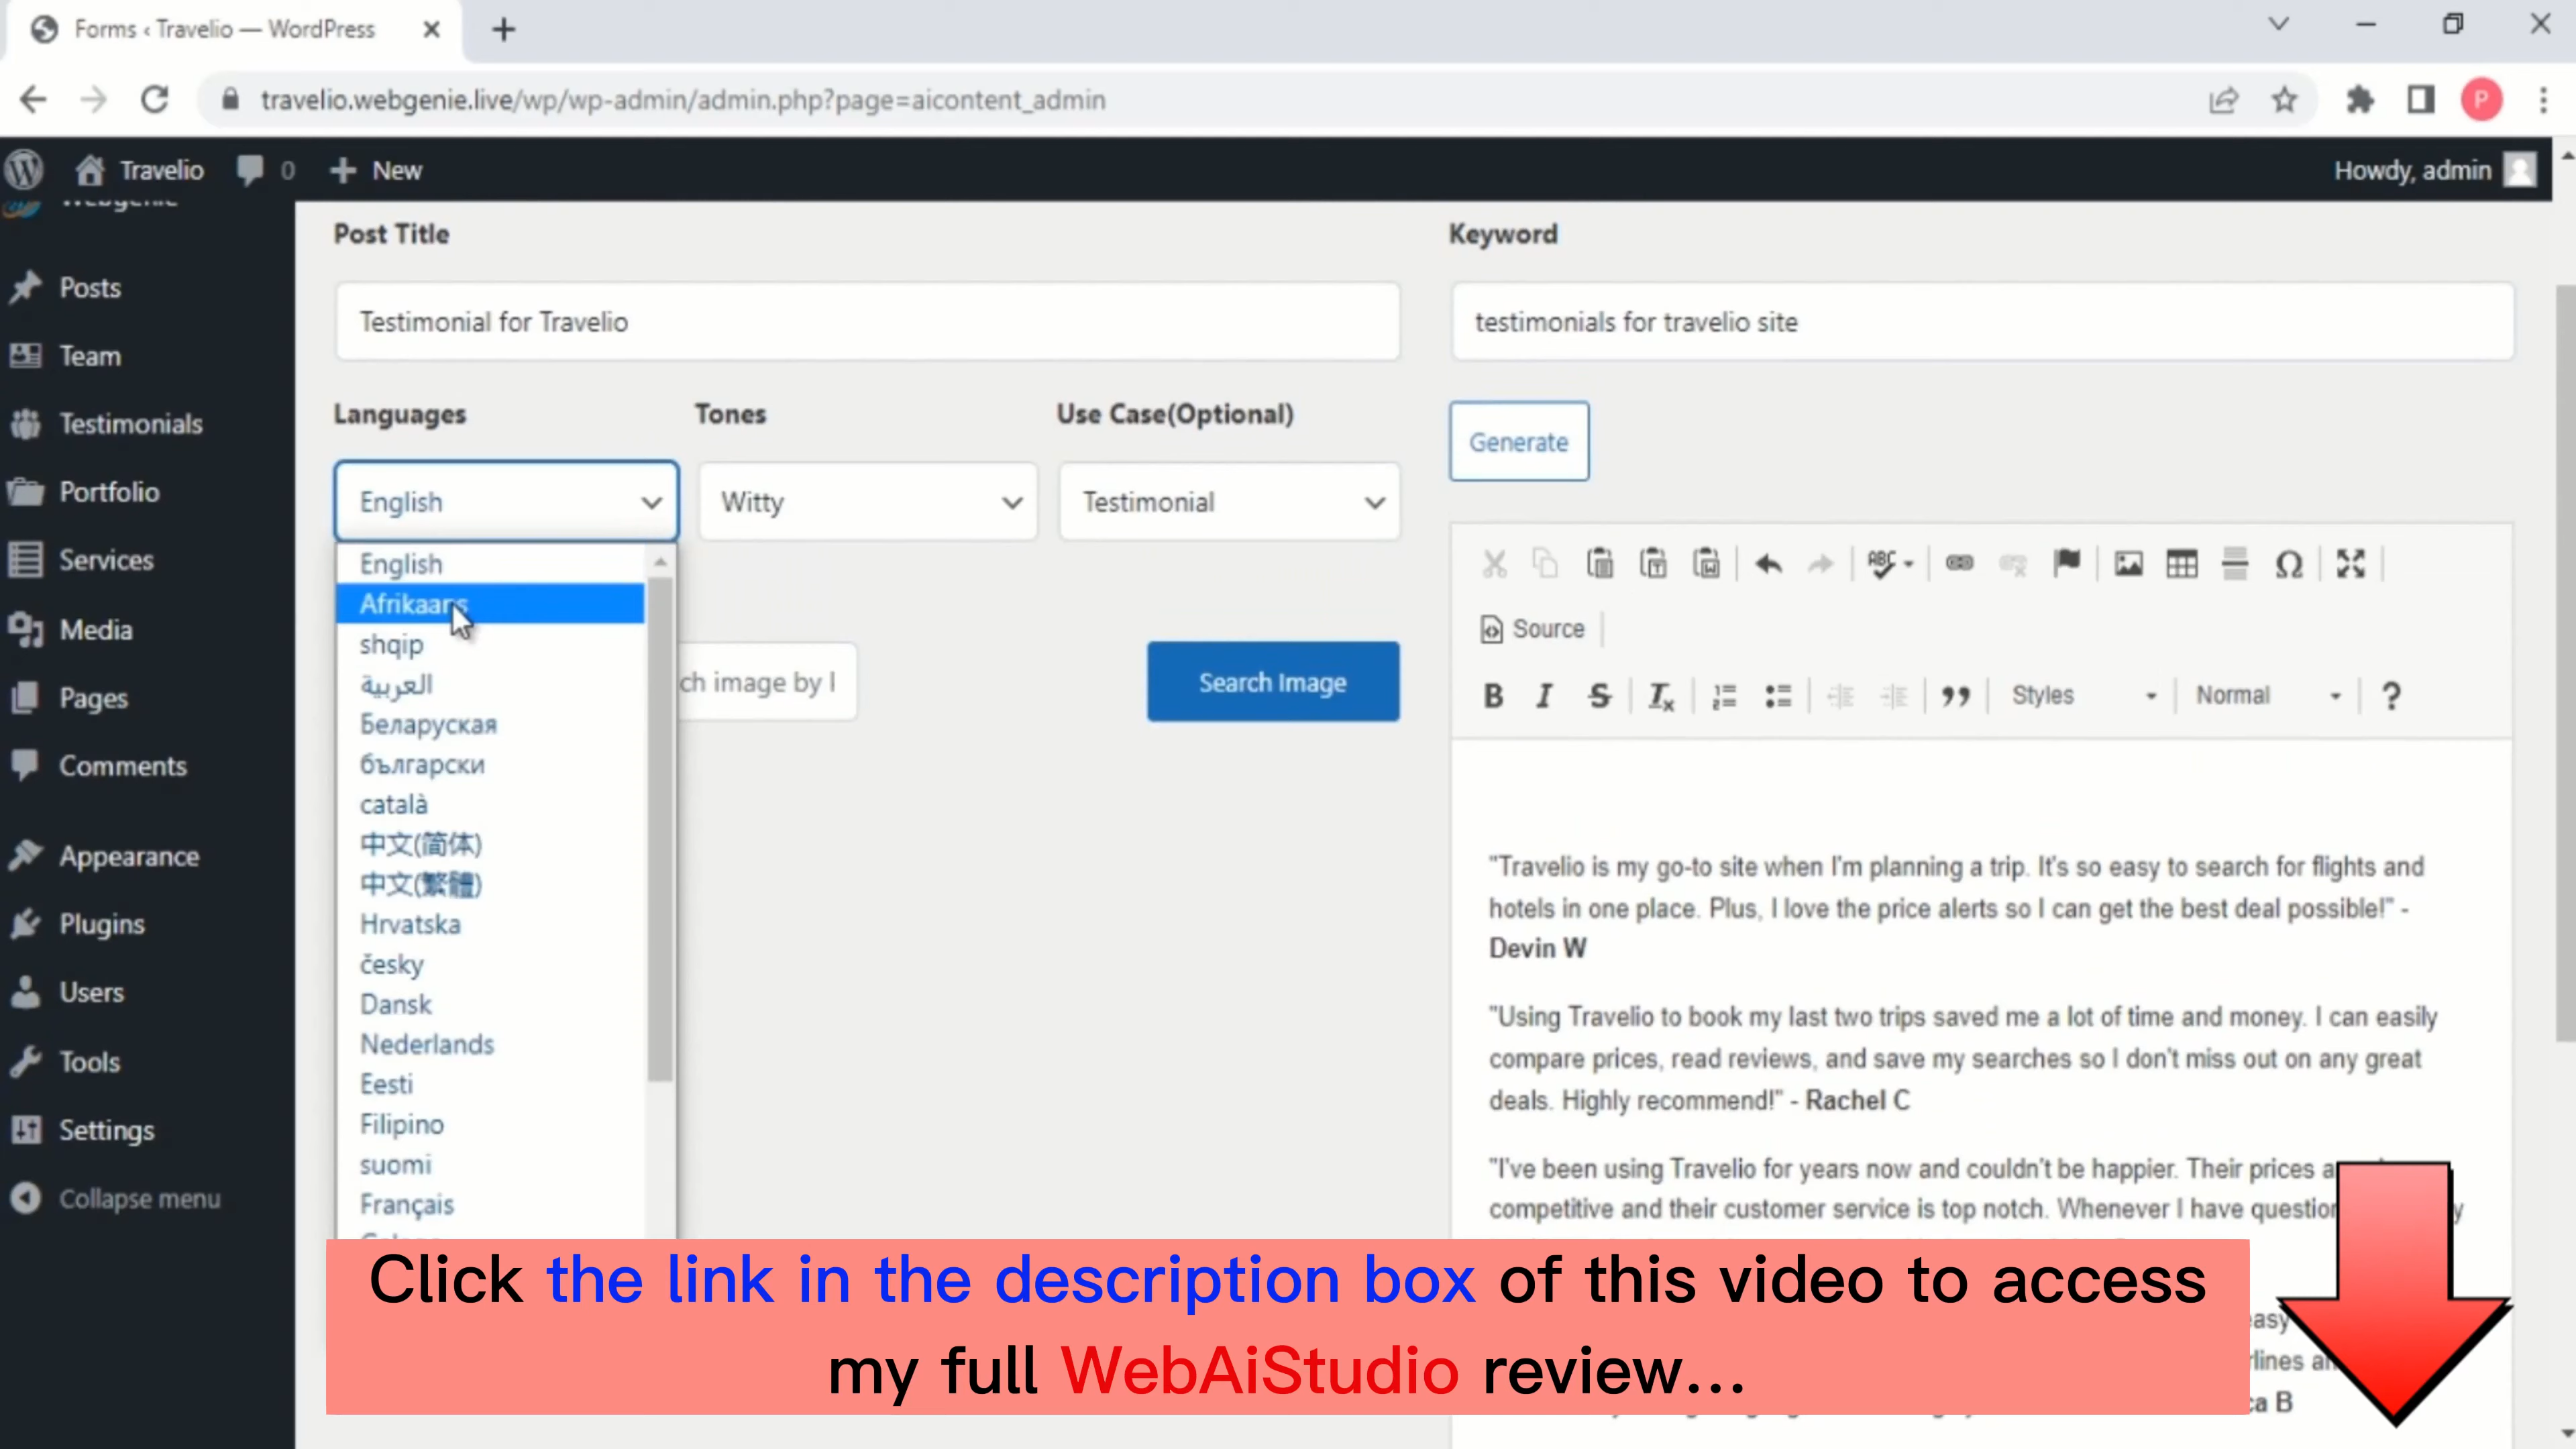 Forms ‹ Travelio — WordPress
travelio.webgenie.live/wp/wp-admin/admin.php?page=aicontent_admin
P
Travelio
0
New
Howdy, admin
Webgenie
Posts
Team
Testimonials
Portfolio
Services
Media
Pages
Comments
Appearance
Plugins
Users
Tools
Settings
Collapse menu
Post Title
Testimonial for Travelio
Keyword
testimonials for travelio site
Languages
Tones
Use Case(Optional)
English
Witty
Testimonial
Generate
English
Afrikaans
shqip
العربية
Беларуская
български
català
中文(简体)
中文(繁體)
Hrvatska
česky
Dansk
Nederlands
Eesti
Filipino
suomi
Français
ch image by
Search Image
ABC
Source
Styles
Normal
"Travelio is my go-to site when I'm planning a trip. It's so easy to search for flights and
hotels in one place. Plus, I love the price alerts so I can get the best deal possible!" -
Devin W
"Using Travelio to book my last two trips saved me a lot of time and money. I can easily
compare prices, read reviews, and save my searches so I don't miss out on any great
deals. Highly recommend!" - Rachel C
"I've been using Travelio for years now and couldn't be happier. Their prices
competitive and their customer service is top notch. Whenever I have question
easy
rlines
ca B
Click the link in the description box of this video to access
my full WebAiStudio review...